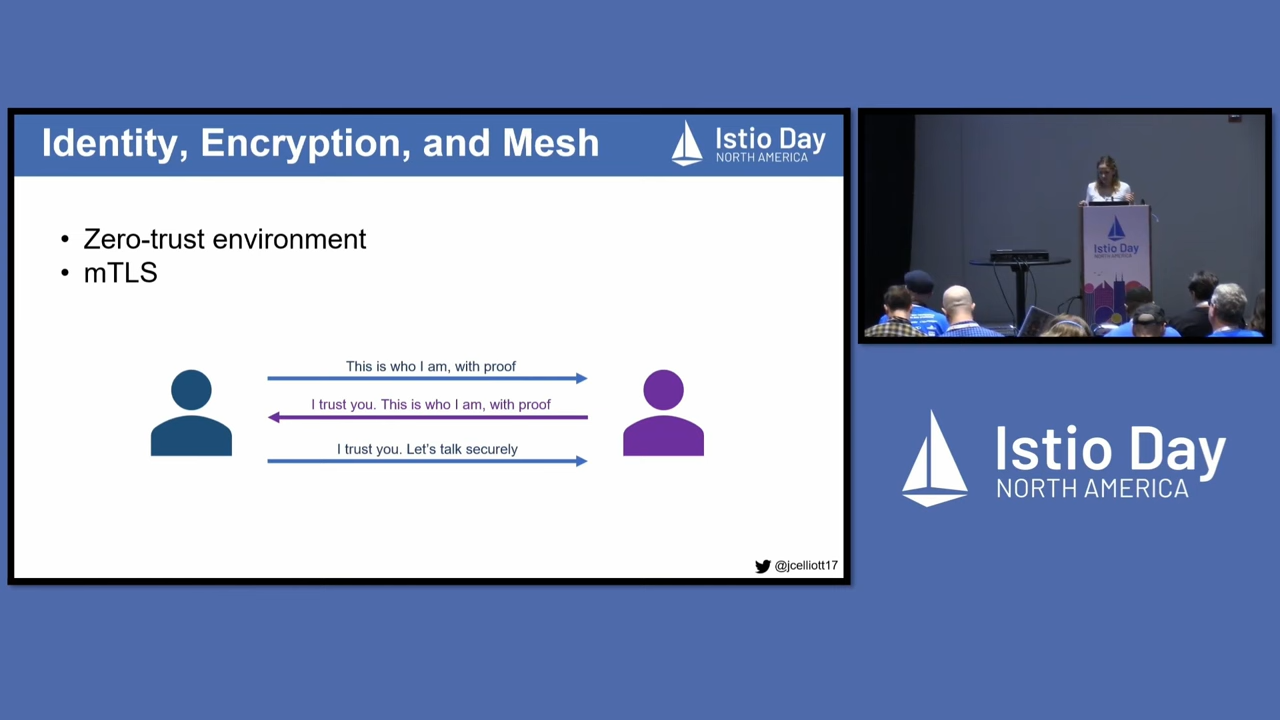 Identity, Encryption, and Mesh
Istio Day
NORTH AMERICA
• Zero-trust environment
• mTLS
This is who I am, with proof
I trust you. This is who I am, with proof
I trust you. Let's talk securely
@jcelliott17
Istio Day
NORTH AMERICA
Istio Day
NORTH AMERICA